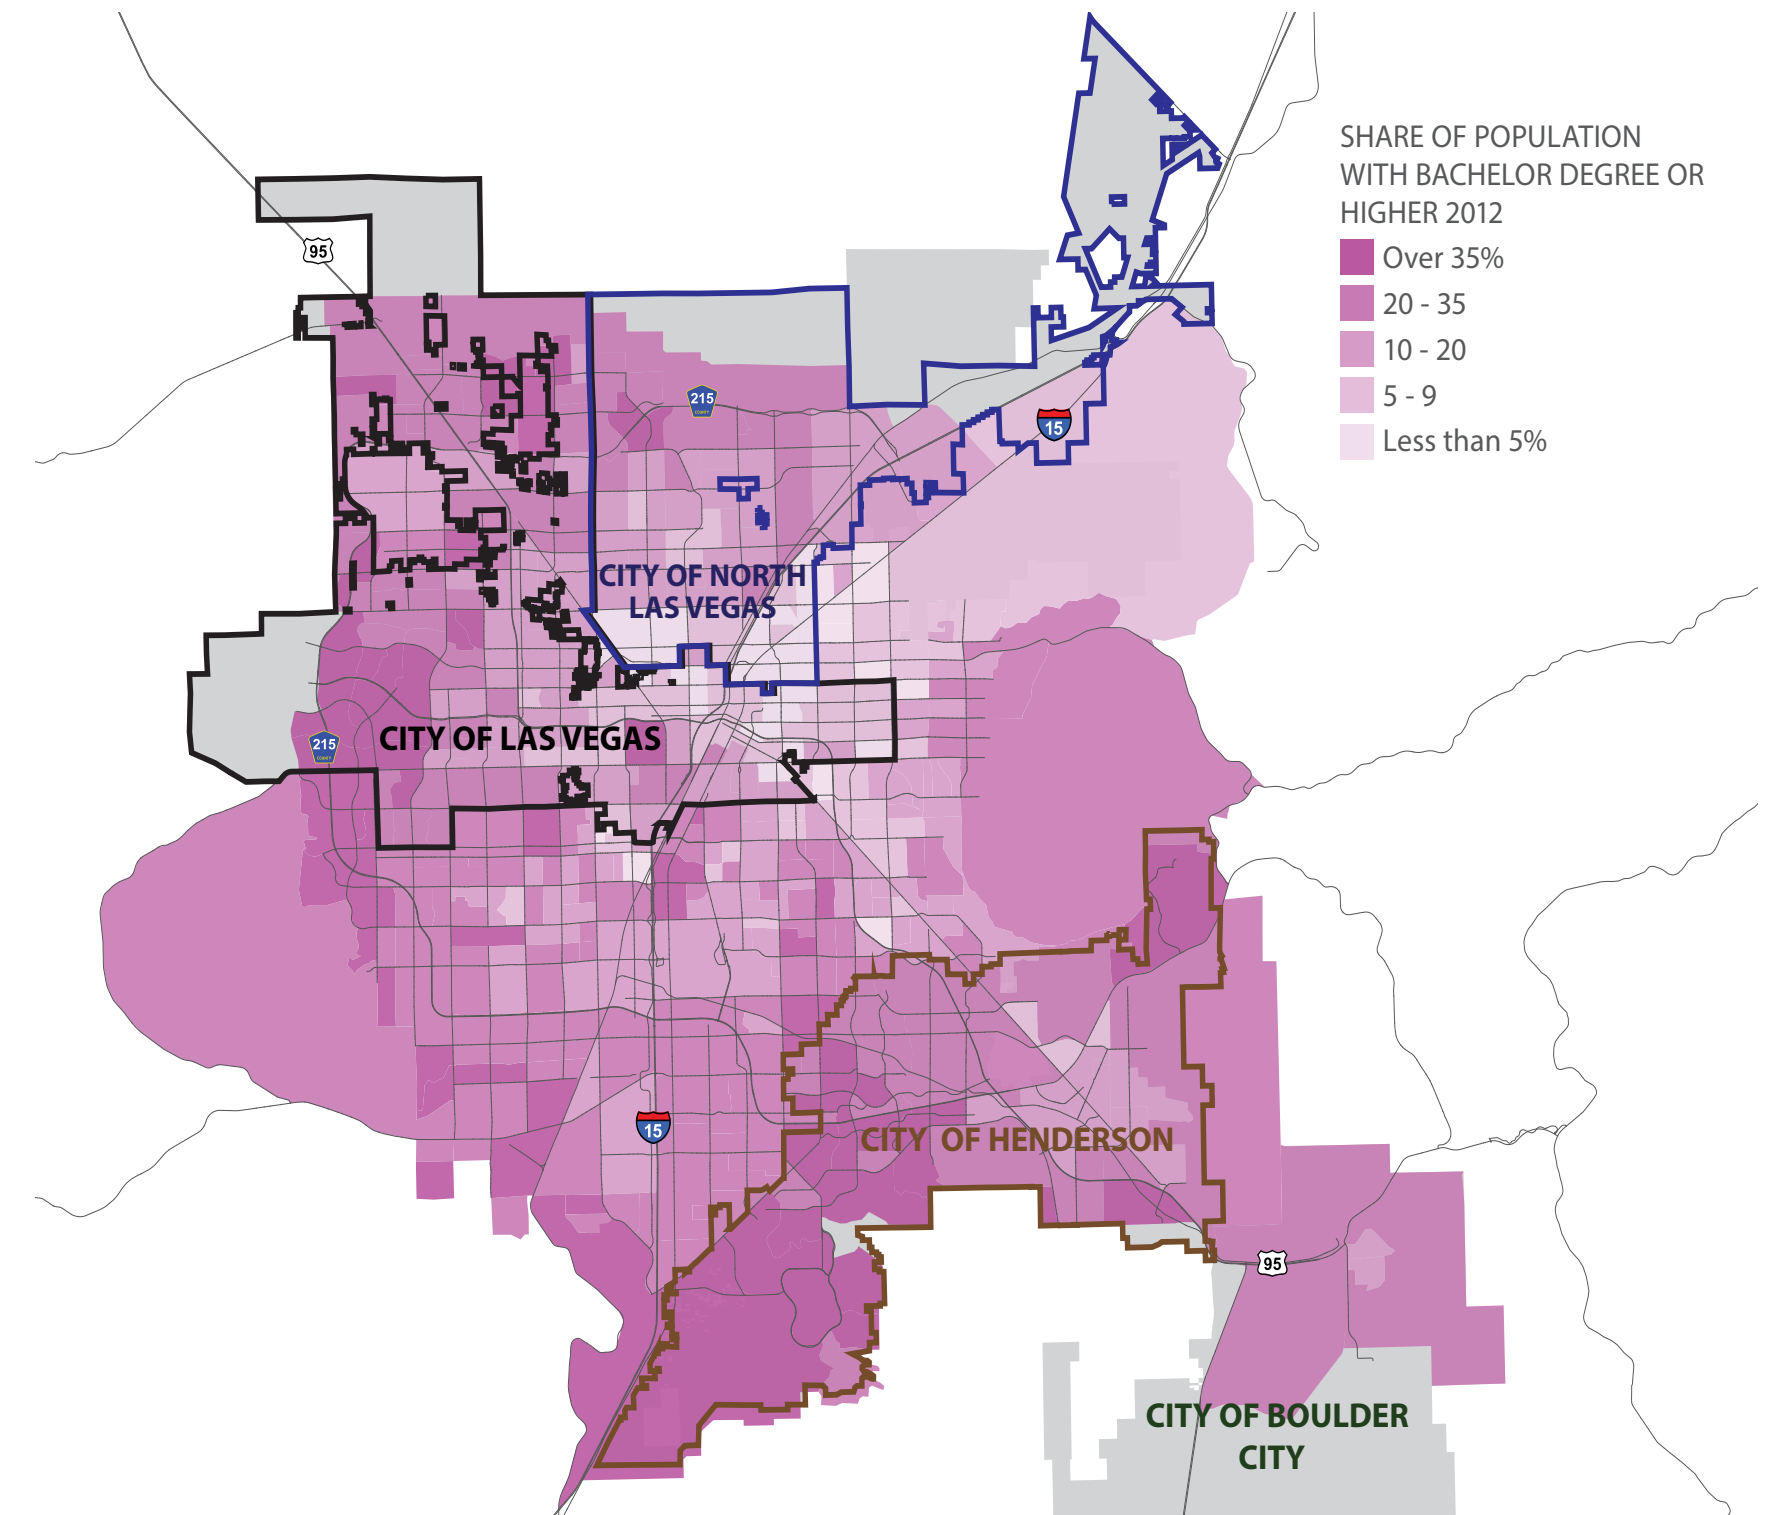 SHARE OF POPULATION
WITH BACHELOR DEGREE OR
HIGHER 2012
Over 35%
20 - 35
10 - 20
5 - 9
Less than 5%
95
215
COUNTY
15
CITY OF NORTH
LAS VEGAS
215
COUNTY
CITY OF LAS VEGAS
15
CITY OF HENDERSON
95
CITY OF BOULDER
CITY